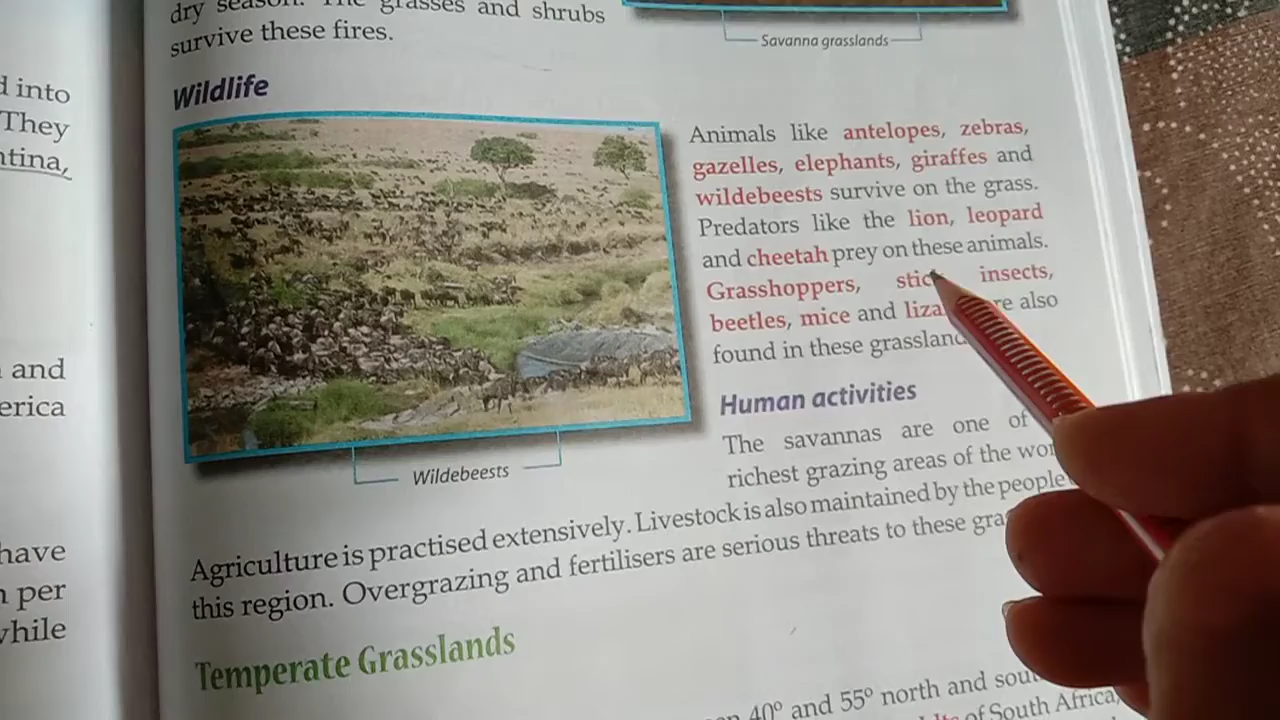 dry season. The grasses and shrubs
survive these fires.
Savanna grasslands
Wildlife
Animals like antelopes, zebras,
gazelles, elephants, giraffes and
wildebeests survive on the grass.
Predators like the lion, leopard
and cheetah prey on these animals.
Grasshoppers, stick insects,
beetles, mice and are also
found in these
Wildebeests
Human activities
The savannas are one of
richest grazing areas of the
Agriculture is practised extensively. Livestock is also maintained by the people
this region. Overgrazing and fertilisers are serious threats to these
Temperate Grasslands
40° and 55° north and
of South Africa,
d into
They
ntina,
and
erica
have
per
while